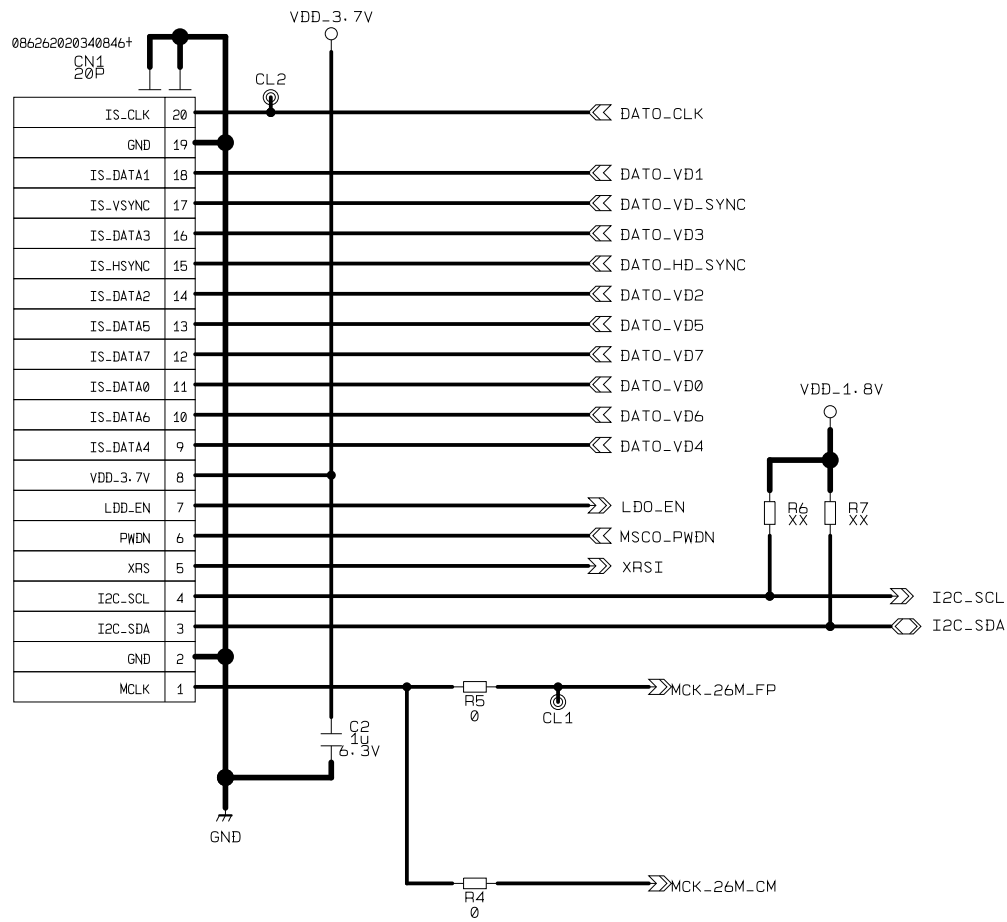 VDD_3.7V
086262020340846+
CN1
20P
CL2
IS_CLK 20 DATO_CLK
GND 19
IS_DATA1 18 DATO_VD1
IS_VSYNC 17 DATO_VD_SYNC
IS_DATA3 16 DATO_VD3
IS_HSYNC 15 DATO_HD_SYNC
IS_DATA2 14 DATO_VD2
IS_DATA5 13 DATO_VD5
IS_DATA7 12 DATO_VD7
IS_DATA0 11 DATO_VD0
VDD_1.8V
IS_DATA6 10 DATO_VD6
IS_DATA4 9 DATO_VD4
VDD_3.7V 8
LDD_EN 7 LDO_EN
R6
XX
R7
XX
PWDN 6 MSCO_PWDN
XRS 5 XRSI
I2C_SCL 4 I2C_SCL
I2C_SDA 3 I2C_SDA
GND 2
MCLK 1 MCK_26M_FP
R5
0
CL1
C2
1u
6.3V
GND
MCK_26M_CM
R4
0